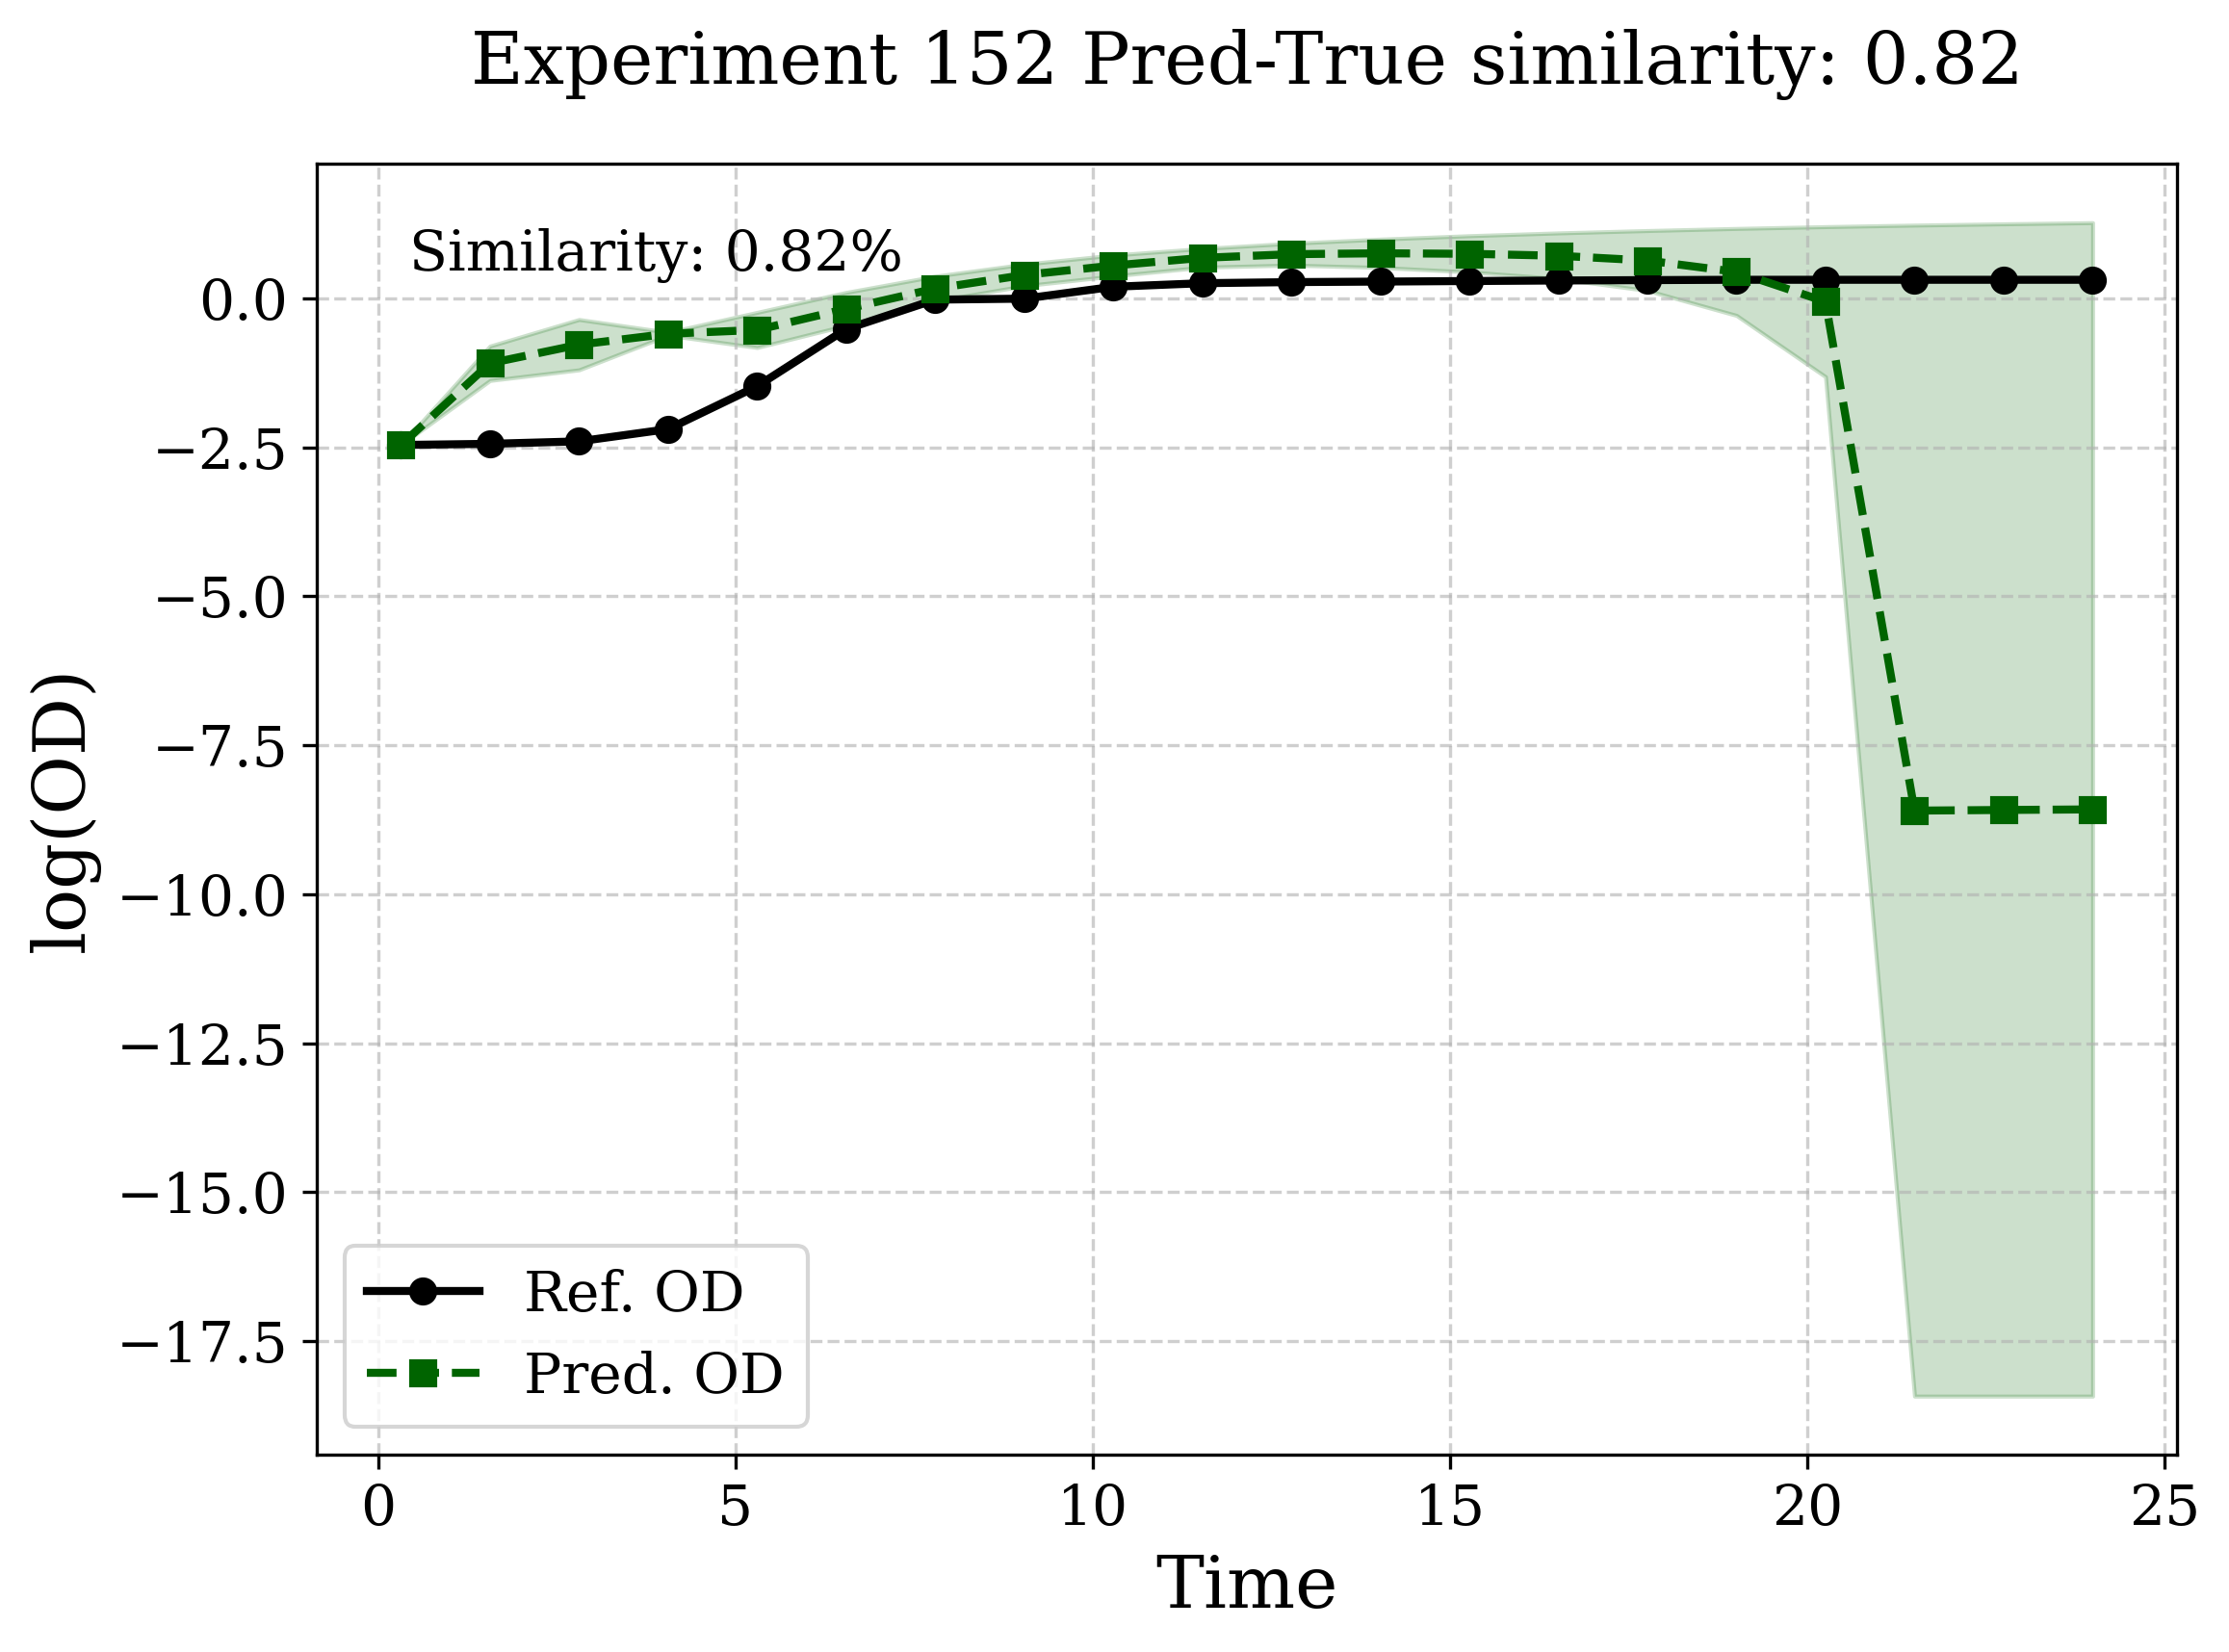 Experiment 152 Pred-True similarity: 0.82
Similarity: 0.82%
0.0
−2.5
−5.0
−7.5
−10.0
−12.5
−15.0
−17.5
log(OD)
Ref. OD
Pred. OD
0 5 10 15 20 25
Time